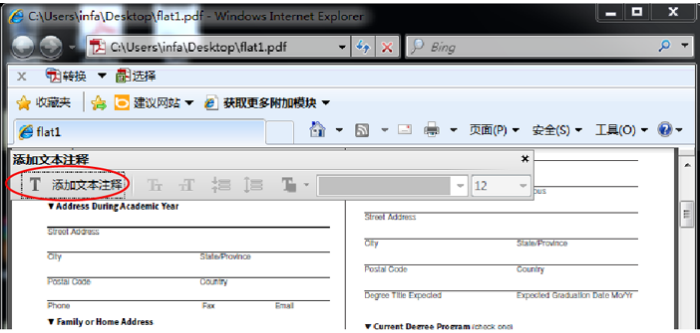 C:\Users\infa\Desktop\flat1.pdf - Windows Internet Explorer
C:\Users\infa\Desktop\flat1.pdf
Bing
x 转换 选择
收藏夹 建议网站 获取更多附加模块
flat1 页面(P) 安全(S) 工具(O)
添加文本注释 x
T 添加文本注释 12
▼ Address During Academic Year
Street Address
City State/Province
Postal Code Country
Phone Fax Email
▼ Family or Home Address
Street Address
City State/Province
Postal Code Country
Degree Title Expected Expected Graduation Date Mo/Yr
▼ Current Degree Program (check one)